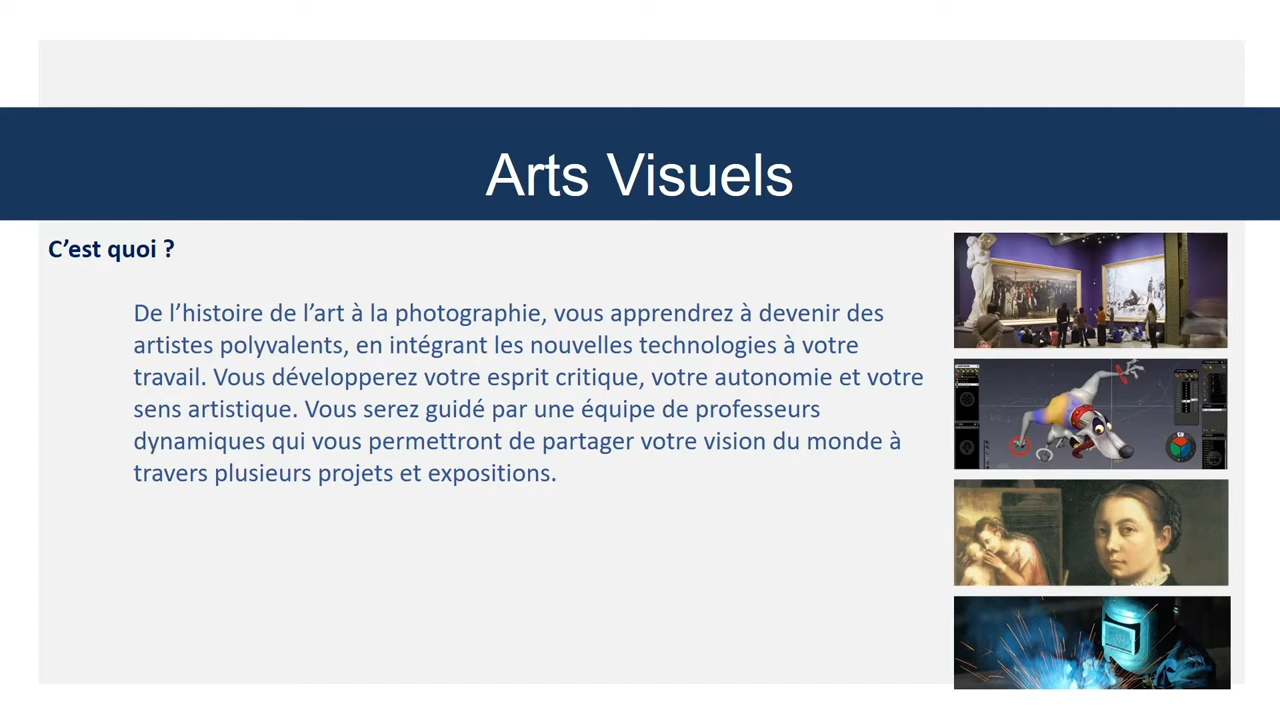 Arts Visuels
C’est quoi ?
De l’histoire de l’art à la photographie, vous apprendrez à devenir des
artistes polyvalents, en intégrant les nouvelles technologies à votre
travail. Vous développerez votre esprit critique, votre autonomie et votre
sens artistique. Vous serez guidé par une équipe de professeurs
dynamiques qui vous permettront de partager votre vision du monde à
travers plusieurs projets et expositions.